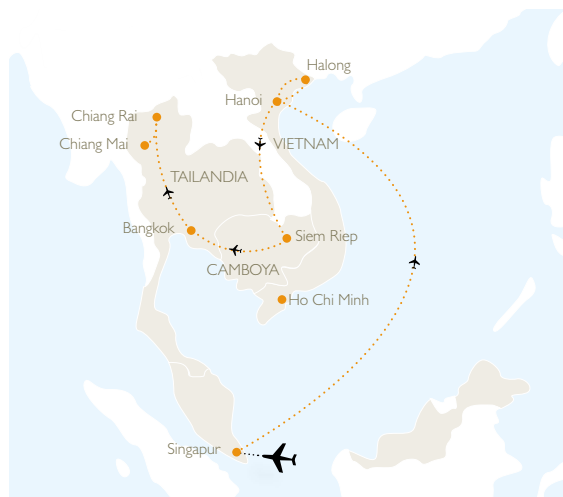 Halong
Hanoi
Chiang Rai
Chiang Mai
VIETNAM
TAILANDIA
Bangkok
Siem Riep
CAMBOYA
Ho Chi Minh
Singapur